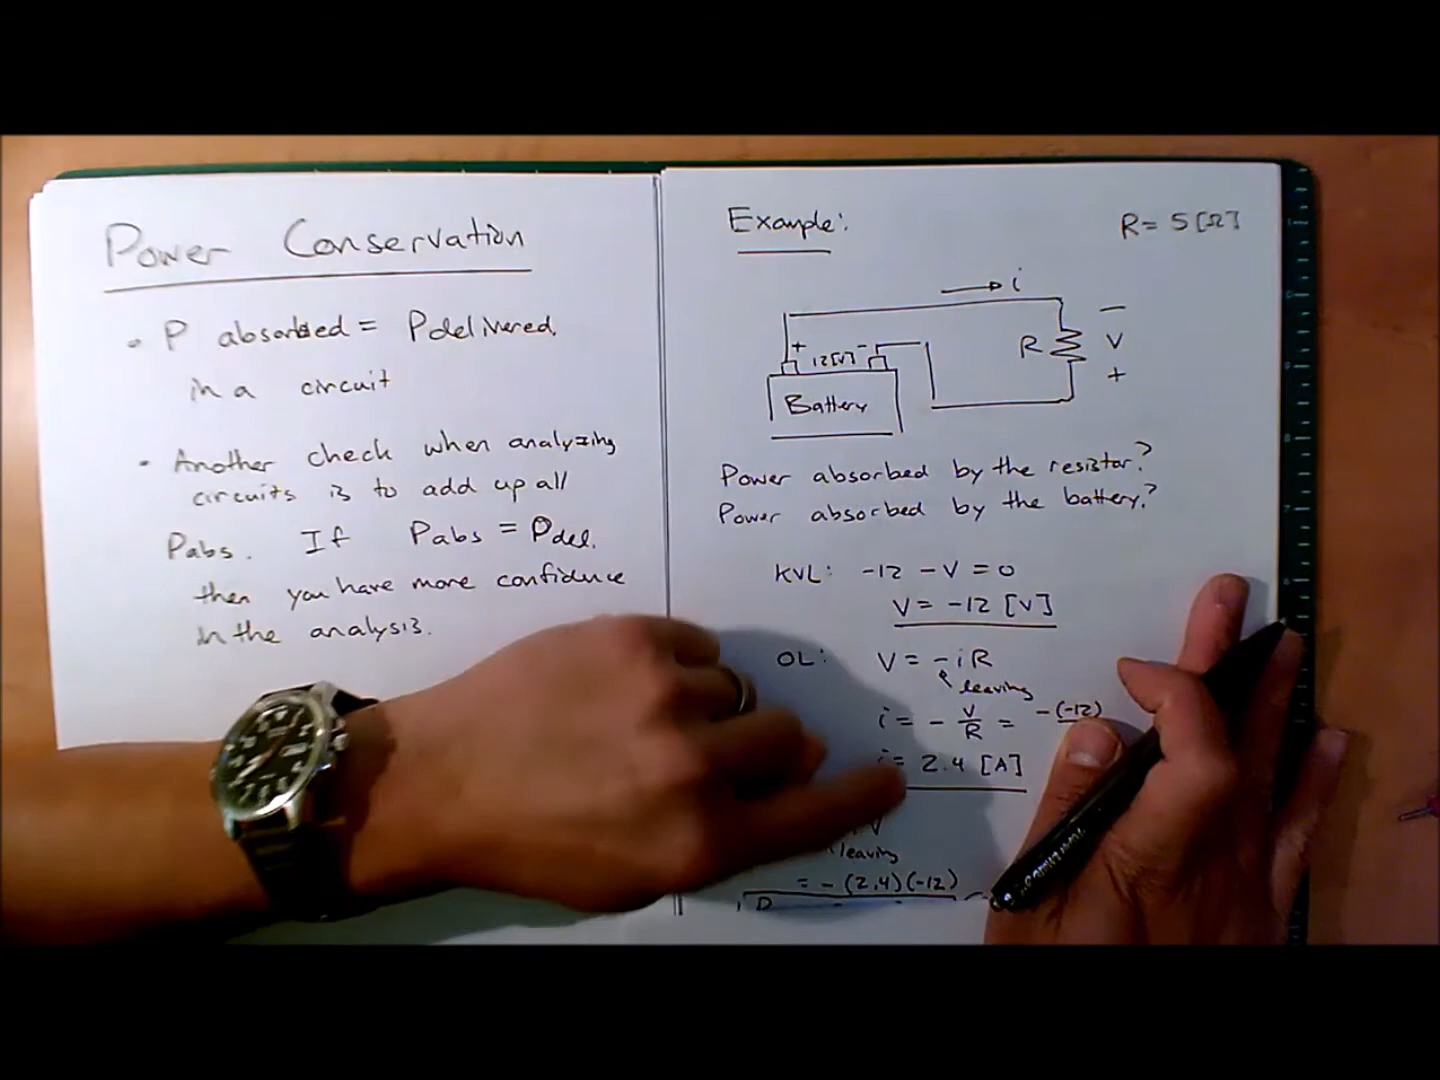 Power Conservation
• P absorbed = Pdelivered.
in a circuit
• Another check when analyzing
circuits is to add up all
Pabs. If Pabs = Pdel.
then you have more confidence
in the analysis.
Example:
R = 5 [Ω]
i
+ 12[V] -
Battery
R
-
V
+
Power absorbed by the resistor?
Power absorbed by the battery?
KVL: -12 - V = 0
V = -12 [V]
OL: V = -iR
leaving
i = - V/R = -(-12)
i = 2.4 [A]
V
leaving
= - (2.4)(-12)
P